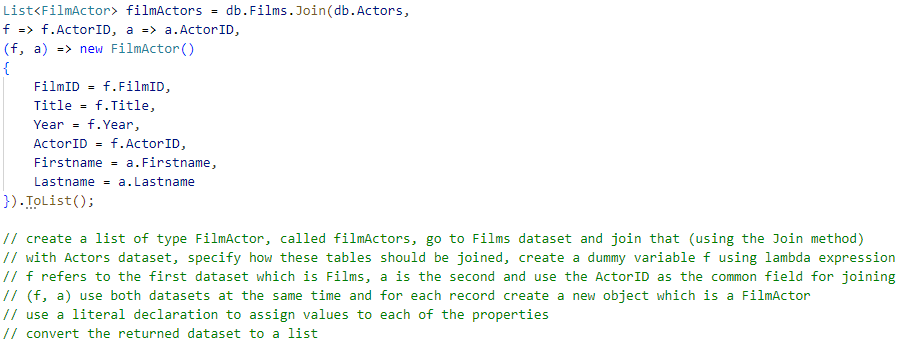 List<FilmActor> filmActors = db.Films.Join(db.Actors,
f => f.ActorID, a => a.ActorID,
(f, a) => new FilmActor()
{
    FilmID = f.FilmID,
    Title = f.Title,
    Year = f.Year,
    ActorID = f.ActorID,
    Firstname = a.Firstname,
    Lastname = a.Lastname
}).ToList();

// create a list of type FilmActor, called filmActors, go to Films dataset and join that (using the Join method)
// with Actors dataset, specify how these tables should be joined, create a dummy variable f using lambda expression
// f refers to the first dataset which is Films, a is the second and use the ActorID as the common field for joining
// (f, a) use both datasets at the same time and for each record create a new object which is a FilmActor
// use a literal declaration to assign values to each of the properties
// convert the returned dataset to a list